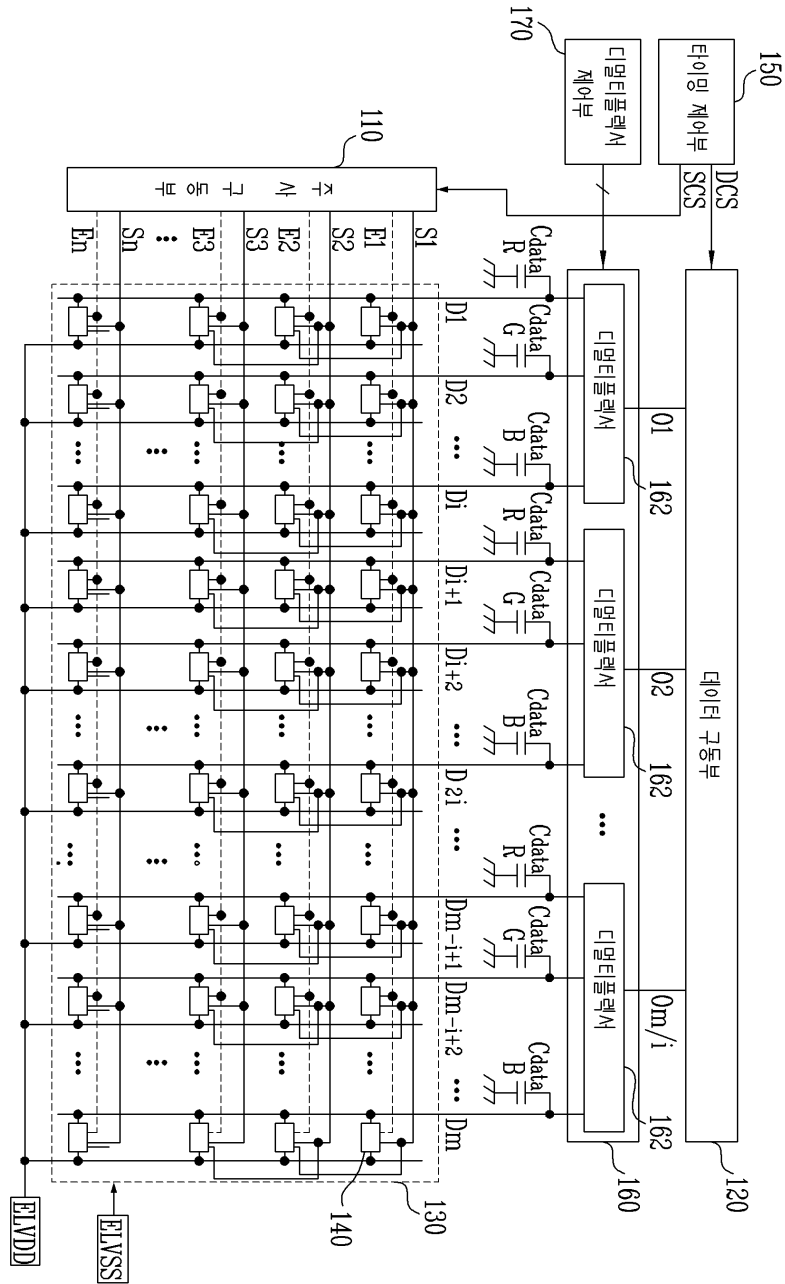 150
타이밍 제어부
DCS
SCS
데이터 구동부
120
170
디멀티플렉서
제어부
01
02
0m/i
디멀티플렉서
162
디멀티플렉서
162
...
디멀티플렉서
162
160
Cdata
R
Cdata
G
Cdata
B
Cdata
R
Cdata
G
Cdata
B
Cdata
R
Cdata
G
Cdata
B
110
주 사 구 동 부
D1
D2
...
Di
Di+1
Di+2
...
D2i
...
Dm-i+1
Dm-i+2
...
Dm
130
S1
E1
S2
E2
S3
E3
...
Sn
En
140
ELVSS
ELVDD